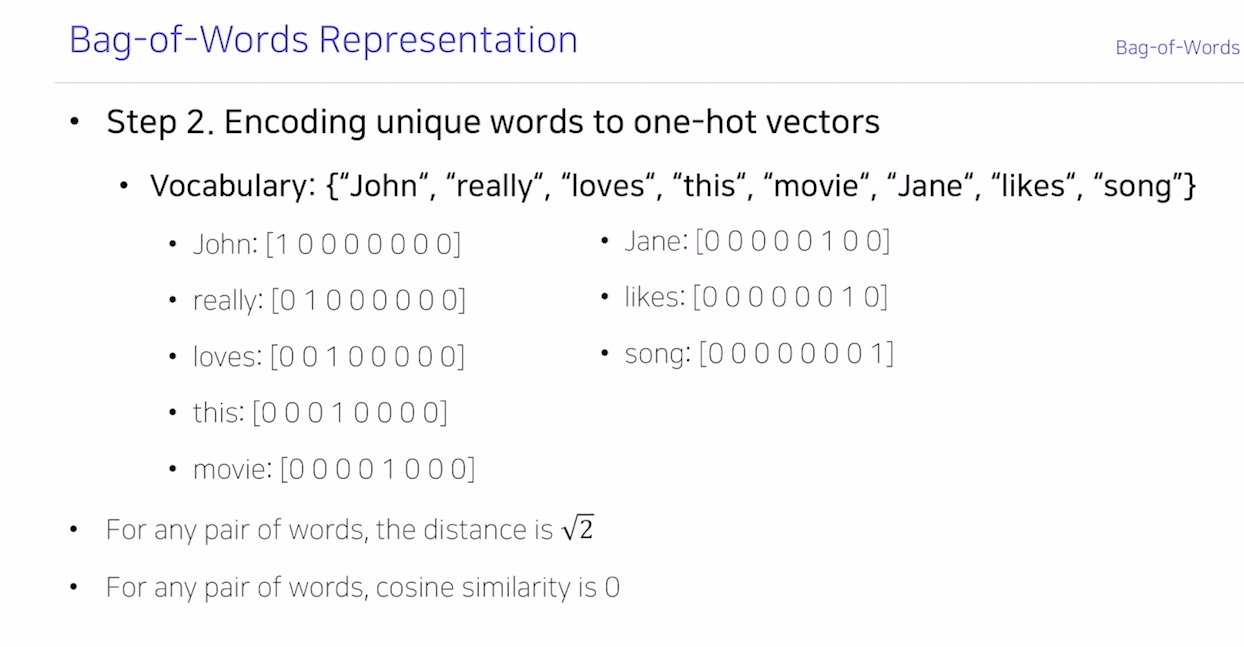 Bag-of-Words Representation
Bag-of-Words
• Step 2. Encoding unique words to one-hot vectors
• Vocabulary: {“John“, “really“, “loves“, “this“, “movie“, “Jane“, “likes“, “song”}
• John: [1 0 0 0 0 0 0 0]
• really: [0 1 0 0 0 0 0 0]
• loves: [0 0 1 0 0 0 0 0]
• this: [0 0 0 1 0 0 0 0]
• movie: [0 0 0 0 1 0 0 0]
• Jane: [0 0 0 0 0 1 0 0]
• likes: [0 0 0 0 0 0 1 0]
• song: [0 0 0 0 0 0 0 1]
• For any pair of words, the distance is √2
• For any pair of words, cosine similarity is 0